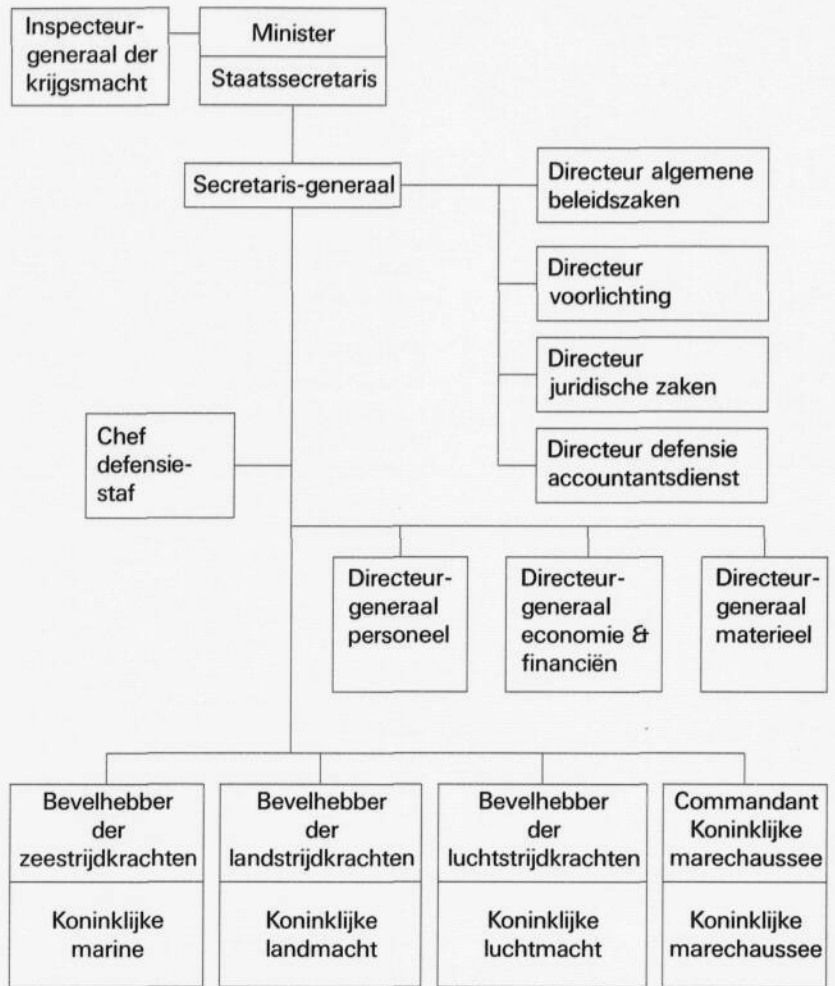 Inspecteur-
generaal der
krijgsmacht
Minister
Staatssecretaris
Secretaris-generaal
Directeur algemene
beleidszaken
Directeur
voorlichting
Directeur
juridische zaken
Directeur defensie
accountantsdienst
Chef
defensie-
staf
Directeur-
generaal
personeel
Directeur-
generaal
economie &
financiën
Directeur-
generaal
materieel
Bevelhebber
der
zeestrijdkrachten
Koninklijke
marine
Bevelhebber
der
landstrijdkrachten
Koninklijke
landmacht
Bevelhebber
der
luchtstrijdkrachten
Koninklijke
luchtmacht
Commandant
Koninklijke
marechaussee
Koninklijke
marechaussee